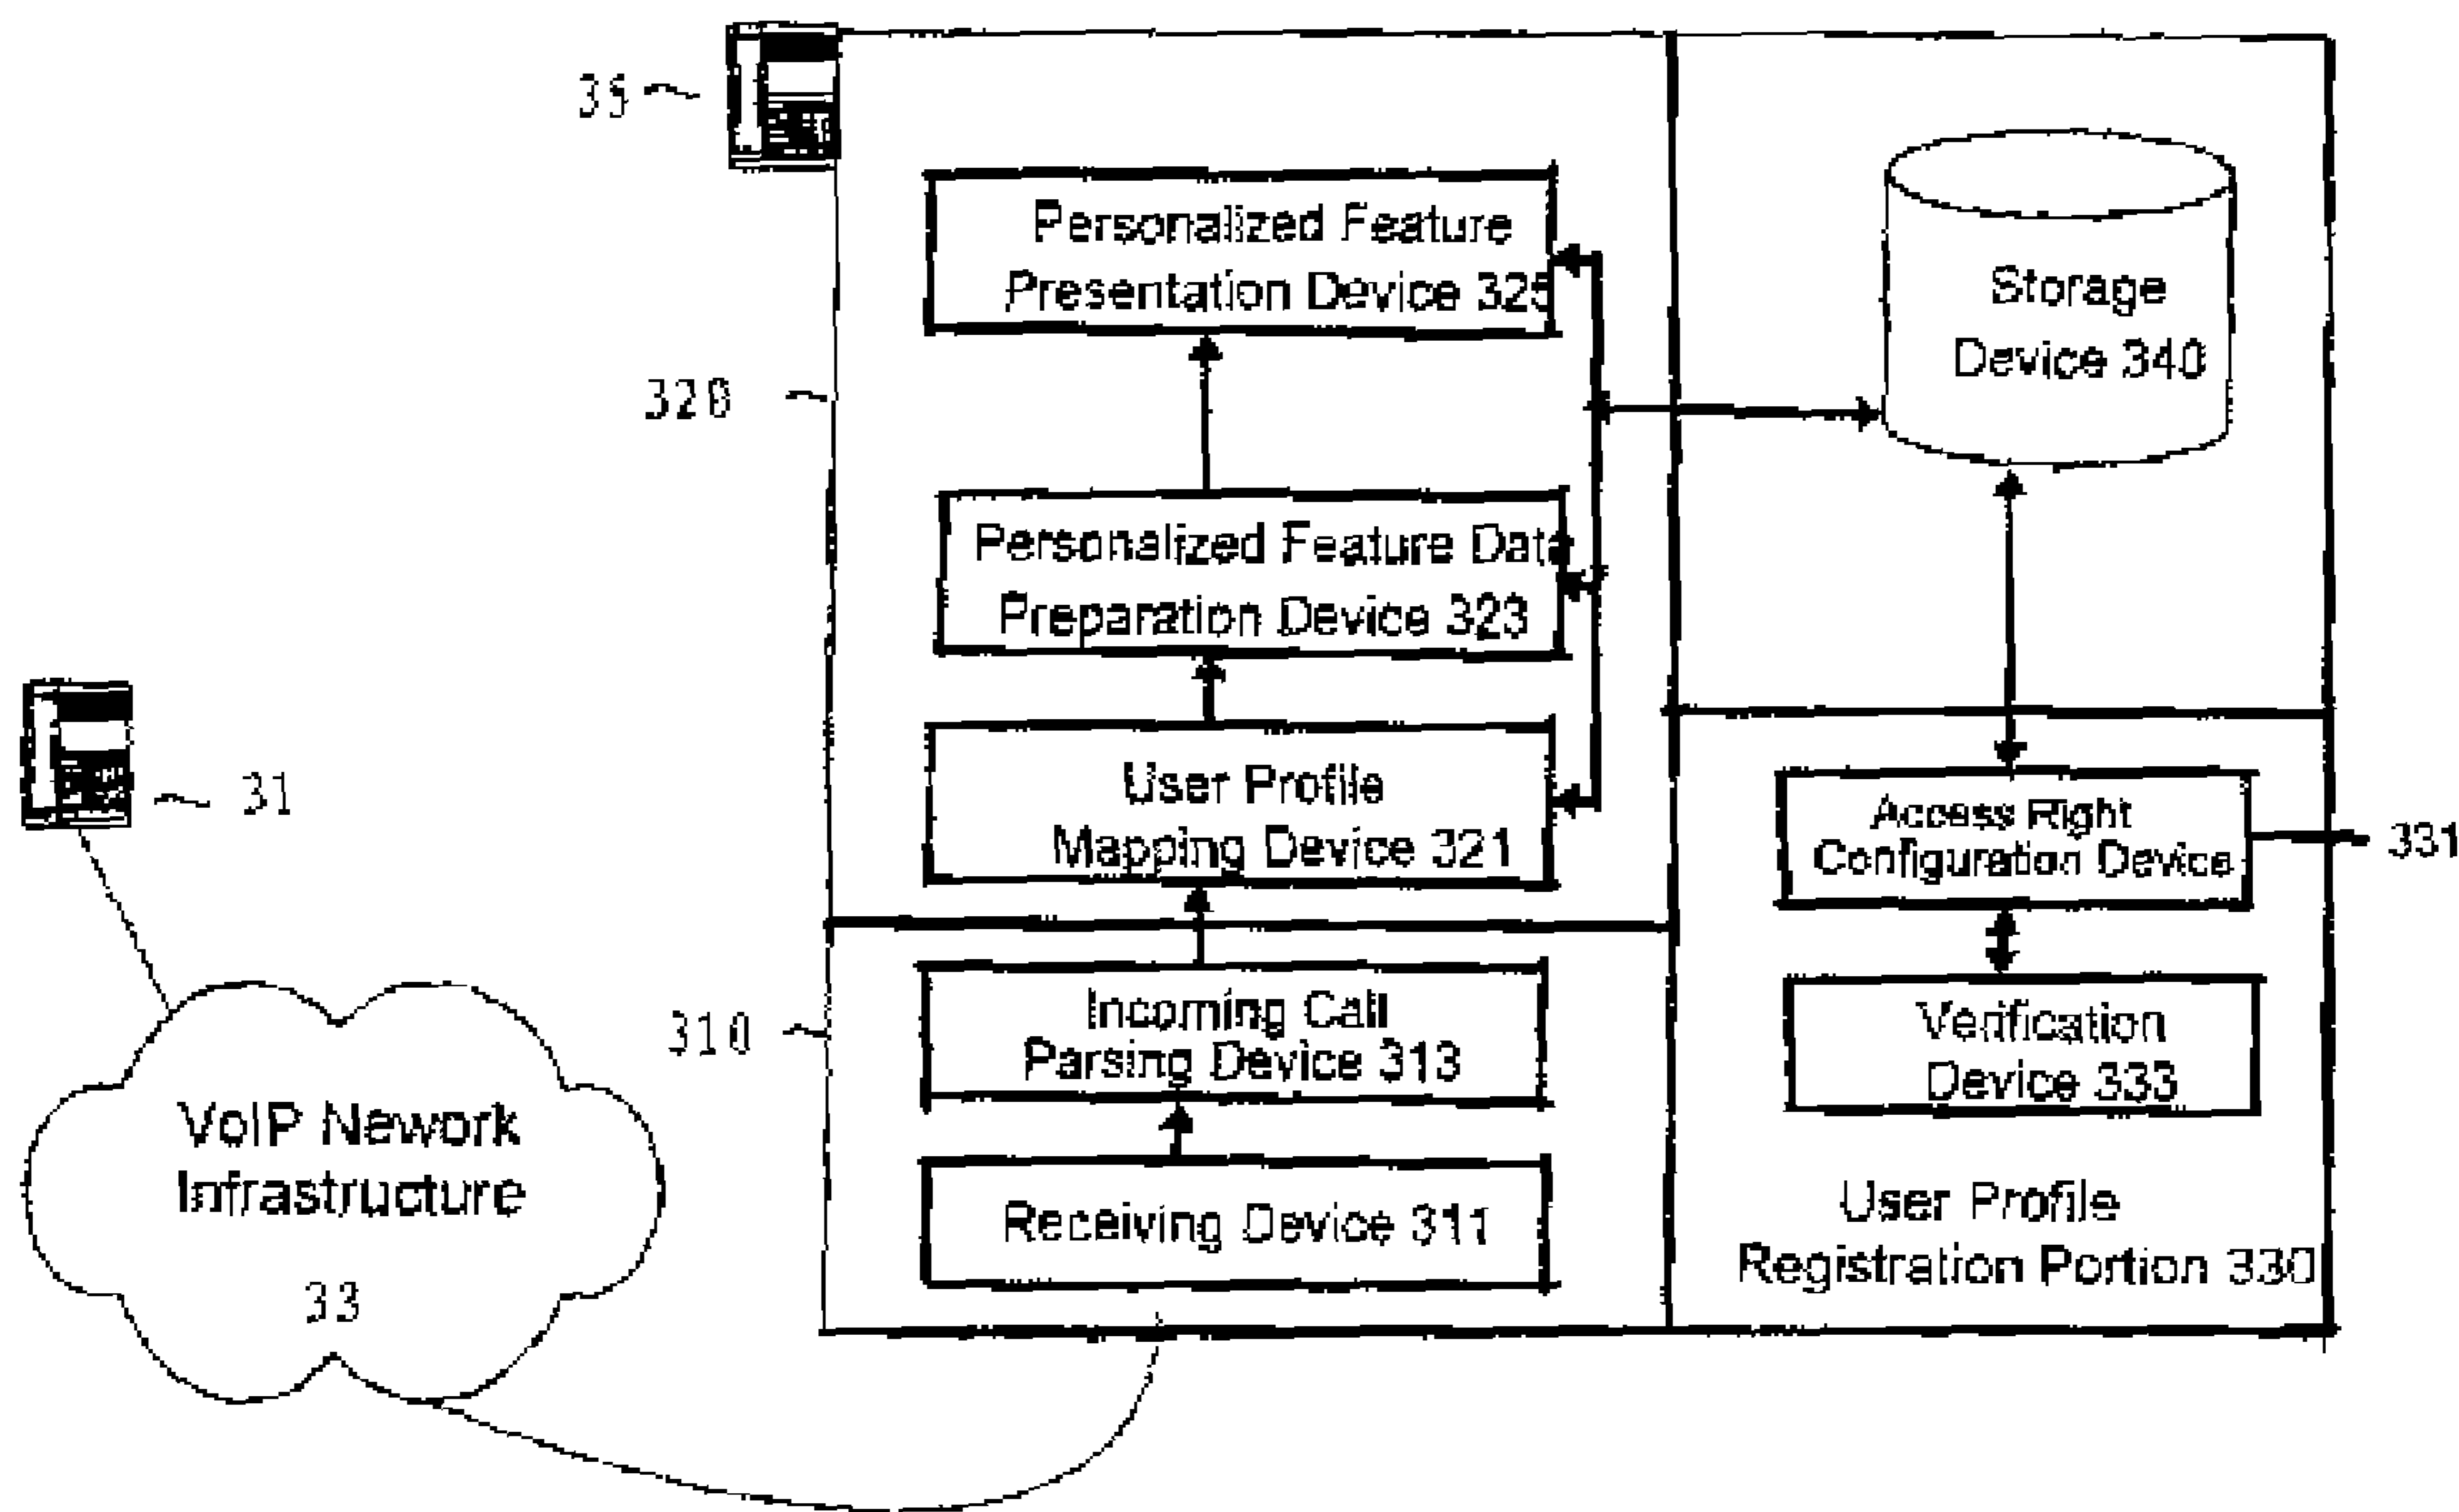 35
Personalized Feature
Presentation Device 325
Storage
Device 340
320
Personalized Feature Data
Preparation Device 323
31
User Profile
Mapping Device 321
Access Right
Configuration Device
331
310
Incoming Call
Parsing Device 313
Verification
Device 333
VoIP Nework
Infrastructure
33
Receiving Device 311
User Profile
Registration Portion 330